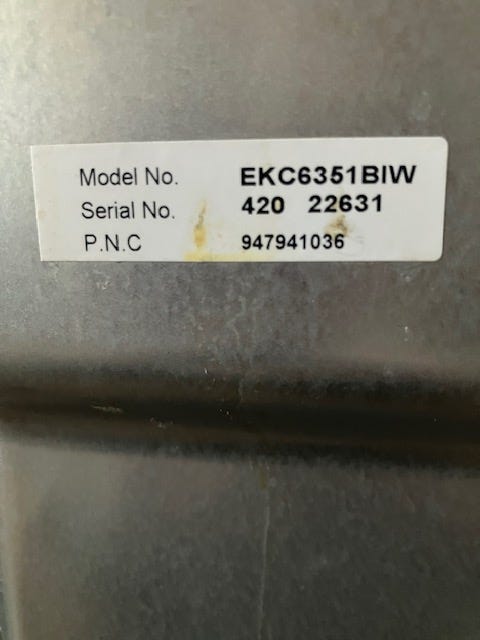 Model No. EKC6351BIW
Serial No. 420 22631
P.N.C 947941036